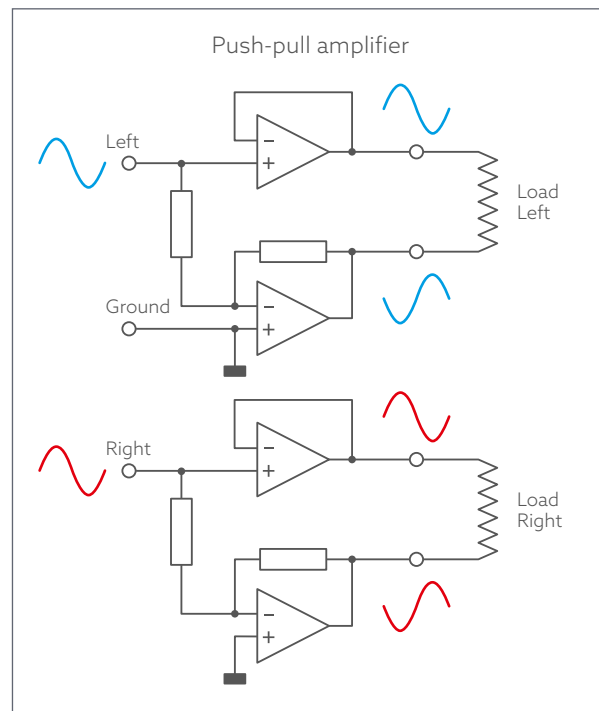 Push-pull amplifier
Left
Load
Left
Ground
Right
Load
Right